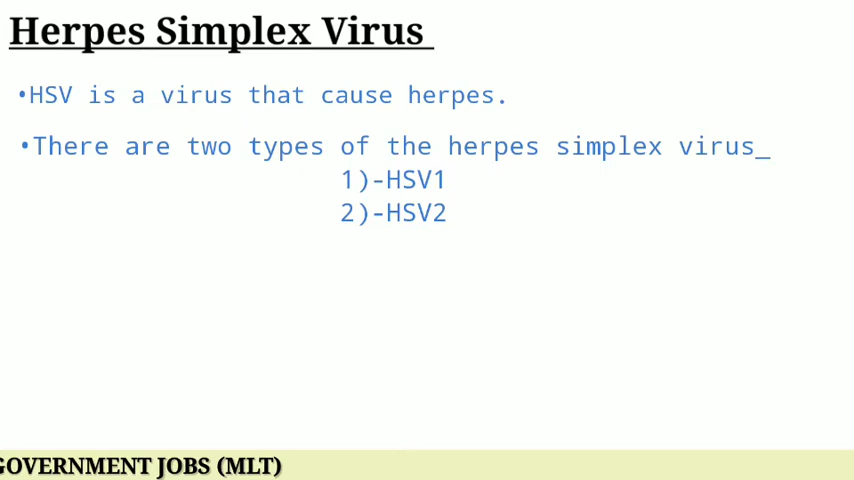 Herpes Simplex Virus
•HSV is a virus that cause herpes.
•There are two types of the herpes simplex virus_
1)-HSV1
2)-HSV2
GOVERNMENT JOBS (MLT)